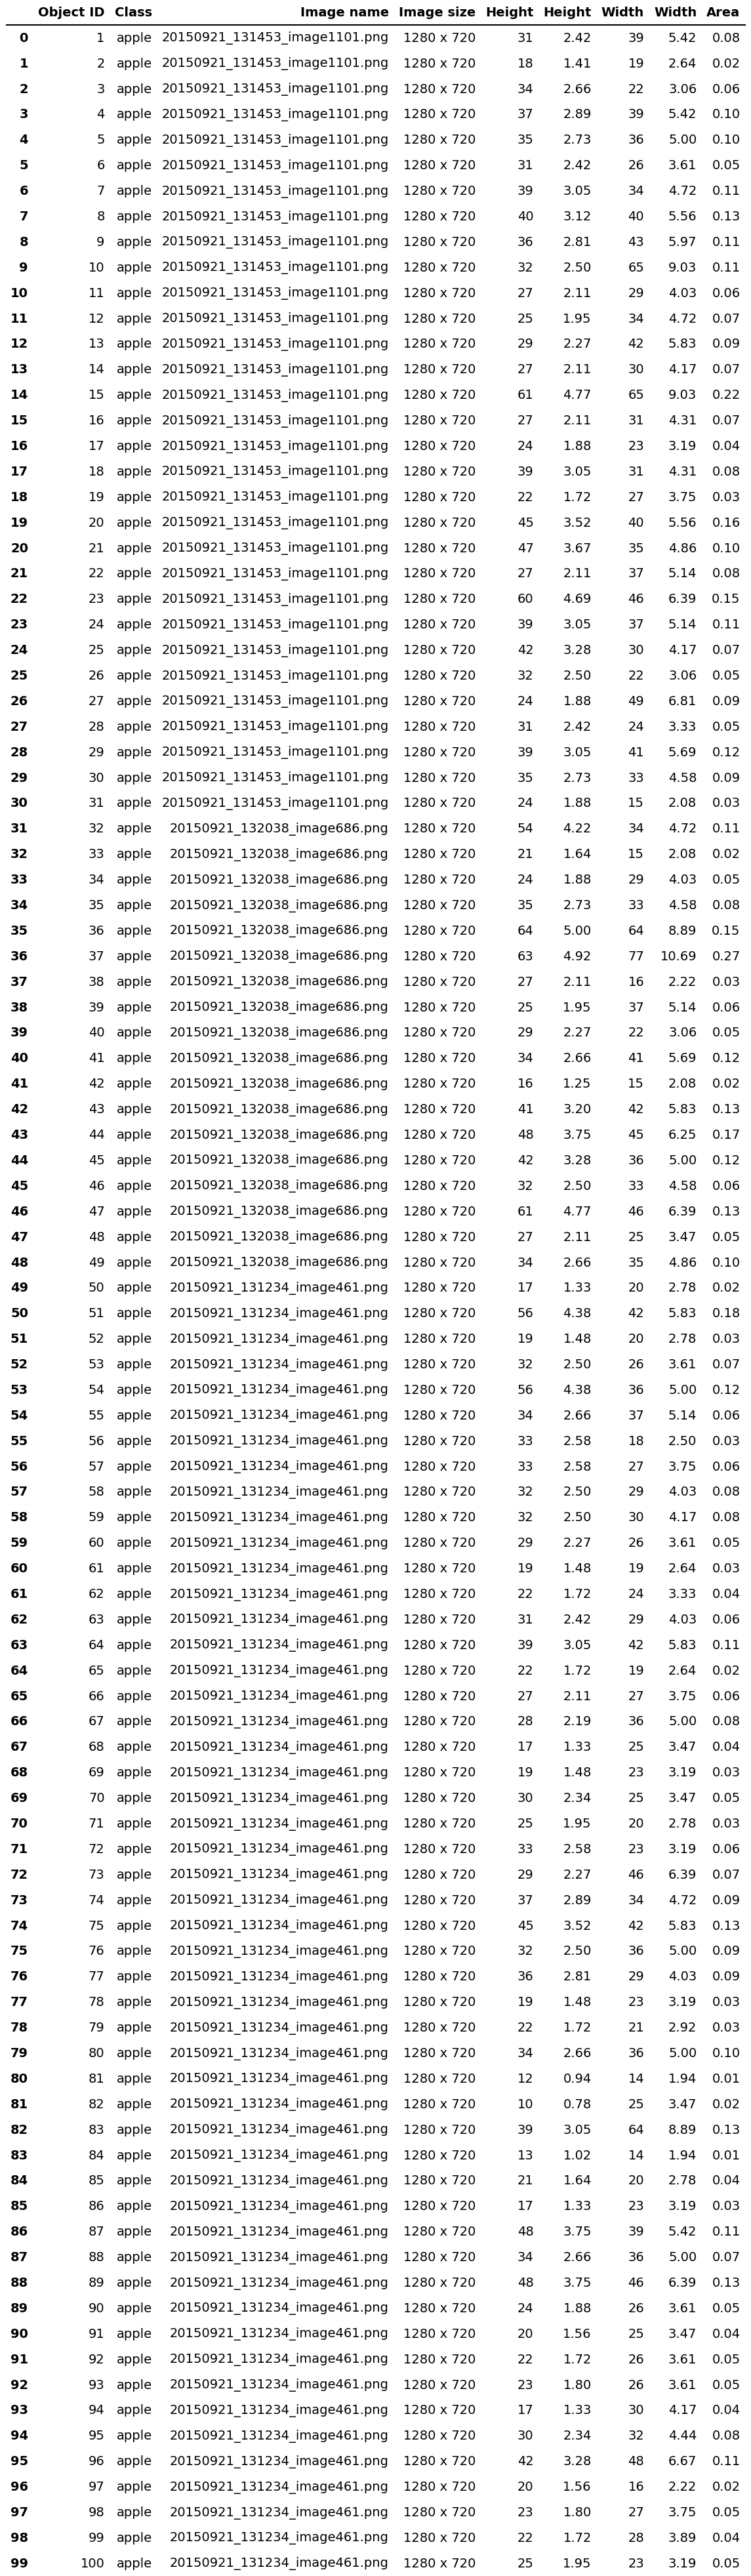 Object ID Class Image name Image size Height Height Width Width Area
0 1 apple 20150921_131453_image1101.png 1280 x 720 31 2.42 39 5.42 0.08
1 2 apple 20150921_131453_image1101.png 1280 x 720 18 1.41 19 2.64 0.02
2 3 apple 20150921_131453_image1101.png 1280 x 720 34 2.66 22 3.06 0.06
3 4 apple 20150921_131453_image1101.png 1280 x 720 37 2.89 39 5.42 0.10
4 5 apple 20150921_131453_image1101.png 1280 x 720 35 2.73 36 5.00 0.10
5 6 apple 20150921_131453_image1101.png 1280 x 720 31 2.42 26 3.61 0.05
6 7 apple 20150921_131453_image1101.png 1280 x 720 39 3.05 34 4.72 0.11
7 8 apple 20150921_131453_image1101.png 1280 x 720 40 3.12 40 5.56 0.13
8 9 apple 20150921_131453_image1101.png 1280 x 720 36 2.81 43 5.97 0.11
9 10 apple 20150921_131453_image1101.png 1280 x 720 32 2.50 65 9.03 0.11
10 11 apple 20150921_131453_image1101.png 1280 x 720 27 2.11 29 4.03 0.06
11 12 apple 20150921_131453_image1101.png 1280 x 720 25 1.95 34 4.72 0.07
12 13 apple 20150921_131453_image1101.png 1280 x 720 29 2.27 42 5.83 0.09
13 14 apple 20150921_131453_image1101.png 1280 x 720 27 2.11 30 4.17 0.07
14 15 apple 20150921_131453_image1101.png 1280 x 720 61 4.77 65 9.03 0.22
15 16 apple 20150921_131453_image1101.png 1280 x 720 27 2.11 31 4.31 0.07
16 17 apple 20150921_131453_image1101.png 1280 x 720 24 1.88 23 3.19 0.04
17 18 apple 20150921_131453_image1101.png 1280 x 720 39 3.05 31 4.31 0.08
18 19 apple 20150921_131453_image1101.png 1280 x 720 22 1.72 27 3.75 0.03
19 20 apple 20150921_131453_image1101.png 1280 x 720 45 3.52 40 5.56 0.16
20 21 apple 20150921_131453_image1101.png 1280 x 720 47 3.67 35 4.86 0.10
21 22 apple 20150921_131453_image1101.png 1280 x 720 27 2.11 37 5.14 0.08
22 23 apple 20150921_131453_image1101.png 1280 x 720 60 4.69 46 6.39 0.15
23 24 apple 20150921_131453_image1101.png 1280 x 720 39 3.05 37 5.14 0.11
24 25 apple 20150921_131453_image1101.png 1280 x 720 42 3.28 30 4.17 0.07
25 26 apple 20150921_131453_image1101.png 1280 x 720 32 2.50 22 3.06 0.05
26 27 apple 20150921_131453_image1101.png 1280 x 720 24 1.88 49 6.81 0.09
27 28 apple 20150921_131453_image1101.png 1280 x 720 31 2.42 24 3.33 0.05
28 29 apple 20150921_131453_image1101.png 1280 x 720 39 3.05 41 5.69 0.12
29 30 apple 20150921_131453_image1101.png 1280 x 720 35 2.73 33 4.58 0.09
30 31 apple 20150921_131453_image1101.png 1280 x 720 24 1.88 15 2.08 0.03
31 32 apple 20150921_132038_image686.png 1280 x 720 54 4.22 34 4.72 0.11
32 33 apple 20150921_132038_image686.png 1280 x 720 21 1.64 15 2.08 0.02
33 34 apple 20150921_132038_image686.png 1280 x 720 24 1.88 29 4.03 0.05
34 35 apple 20150921_132038_image686.png 1280 x 720 35 2.73 33 4.58 0.08
35 36 apple 20150921_132038_image686.png 1280 x 720 64 5.00 64 8.89 0.15
36 37 apple 20150921_132038_image686.png 1280 x 720 63 4.92 77 10.69 0.27
37 38 apple 20150921_132038_image686.png 1280 x 720 27 2.11 16 2.22 0.03
38 39 apple 20150921_132038_image686.png 1280 x 720 25 1.95 37 5.14 0.06
39 40 apple 20150921_132038_image686.png 1280 x 720 29 2.27 22 3.06 0.05
40 41 apple 20150921_132038_image686.png 1280 x 720 34 2.66 41 5.69 0.12
41 42 apple 20150921_132038_image686.png 1280 x 720 16 1.25 15 2.08 0.02
42 43 apple 20150921_132038_image686.png 1280 x 720 41 3.20 42 5.83 0.13
43 44 apple 20150921_132038_image686.png 1280 x 720 48 3.75 45 6.25 0.17
44 45 apple 20150921_132038_image686.png 1280 x 720 42 3.28 36 5.00 0.12
45 46 apple 20150921_132038_image686.png 1280 x 720 32 2.50 33 4.58 0.06
46 47 apple 20150921_132038_image686.png 1280 x 720 61 4.77 46 6.39 0.13
47 48 apple 20150921_132038_image686.png 1280 x 720 27 2.11 25 3.47 0.05
48 49 apple 20150921_132038_image686.png 1280 x 720 34 2.66 35 4.86 0.10
49 50 apple 20150921_131234_image461.png 1280 x 720 17 1.33 20 2.78 0.02
50 51 apple 20150921_131234_image461.png 1280 x 720 56 4.38 42 5.83 0.18
51 52 apple 20150921_131234_image461.png 1280 x 720 19 1.48 20 2.78 0.03
52 53 apple 20150921_131234_image461.png 1280 x 720 32 2.50 26 3.61 0.07
53 54 apple 20150921_131234_image461.png 1280 x 720 56 4.38 36 5.00 0.12
54 55 apple 20150921_131234_image461.png 1280 x 720 34 2.66 37 5.14 0.06
55 56 apple 20150921_131234_image461.png 1280 x 720 33 2.58 18 2.50 0.03
56 57 apple 20150921_131234_image461.png 1280 x 720 33 2.58 27 3.75 0.06
57 58 apple 20150921_131234_image461.png 1280 x 720 32 2.50 29 4.03 0.08
58 59 apple 20150921_131234_image461.png 1280 x 720 32 2.50 30 4.17 0.08
59 60 apple 20150921_131234_image461.png 1280 x 720 29 2.27 26 3.61 0.05
60 61 apple 20150921_131234_image461.png 1280 x 720 19 1.48 19 2.64 0.03
61 62 apple 20150921_131234_image461.png 1280 x 720 22 1.72 24 3.33 0.04
62 63 apple 20150921_131234_image461.png 1280 x 720 31 2.42 29 4.03 0.06
63 64 apple 20150921_131234_image461.png 1280 x 720 39 3.05 42 5.83 0.11
64 65 apple 20150921_131234_image461.png 1280 x 720 22 1.72 19 2.64 0.02
65 66 apple 20150921_131234_image461.png 1280 x 720 27 2.11 27 3.75 0.06
66 67 apple 20150921_131234_image461.png 1280 x 720 28 2.19 36 5.00 0.08
67 68 apple 20150921_131234_image461.png 1280 x 720 17 1.33 25 3.47 0.04
68 69 apple 20150921_131234_image461.png 1280 x 720 19 1.48 23 3.19 0.03
69 70 apple 20150921_131234_image461.png 1280 x 720 30 2.34 25 3.47 0.05
70 71 apple 20150921_131234_image461.png 1280 x 720 25 1.95 20 2.78 0.03
71 72 apple 20150921_131234_image461.png 1280 x 720 33 2.58 23 3.19 0.06
72 73 apple 20150921_131234_image461.png 1280 x 720 29 2.27 46 6.39 0.07
73 74 apple 20150921_131234_image461.png 1280 x 720 37 2.89 34 4.72 0.09
74 75 apple 20150921_131234_image461.png 1280 x 720 45 3.52 42 5.83 0.13
75 76 apple 20150921_131234_image461.png 1280 x 720 32 2.50 36 5.00 0.09
76 77 apple 20150921_131234_image461.png 1280 x 720 36 2.81 29 4.03 0.09
77 78 apple 20150921_131234_image461.png 1280 x 720 19 1.48 23 3.19 0.03
78 79 apple 20150921_131234_image461.png 1280 x 720 22 1.72 21 2.92 0.03
79 80 apple 20150921_131234_image461.png 1280 x 720 34 2.66 36 5.00 0.10
80 81 apple 20150921_131234_image461.png 1280 x 720 12 0.94 14 1.94 0.01
81 82 apple 20150921_131234_image461.png 1280 x 720 10 0.78 25 3.47 0.02
82 83 apple 20150921_131234_image461.png 1280 x 720 39 3.05 64 8.89 0.13
83 84 apple 20150921_131234_image461.png 1280 x 720 13 1.02 14 1.94 0.01
84 85 apple 20150921_131234_image461.png 1280 x 720 21 1.64 20 2.78 0.04
85 86 apple 20150921_131234_image461.png 1280 x 720 17 1.33 23 3.19 0.03
86 87 apple 20150921_131234_image461.png 1280 x 720 48 3.75 39 5.42 0.11
87 88 apple 20150921_131234_image461.png 1280 x 720 34 2.66 36 5.00 0.07
88 89 apple 20150921_131234_image461.png 1280 x 720 48 3.75 46 6.39 0.13
89 90 apple 20150921_131234_image461.png 1280 x 720 24 1.88 26 3.61 0.05
90 91 apple 20150921_131234_image461.png 1280 x 720 20 1.56 25 3.47 0.04
91 92 apple 20150921_131234_image461.png 1280 x 720 22 1.72 26 3.61 0.05
92 93 apple 20150921_131234_image461.png 1280 x 720 23 1.80 26 3.61 0.05
93 94 apple 20150921_131234_image461.png 1280 x 720 17 1.33 30 4.17 0.04
94 95 apple 20150921_131234_image461.png 1280 x 720 30 2.34 32 4.44 0.08
95 96 apple 20150921_131234_image461.png 1280 x 720 42 3.28 48 6.67 0.11
96 97 apple 20150921_131234_image461.png 1280 x 720 20 1.56 16 2.22 0.02
97 98 apple 20150921_131234_image461.png 1280 x 720 23 1.80 27 3.75 0.05
98 99 apple 20150921_131234_image461.png 1280 x 720 22 1.72 28 3.89 0.04
99 100 apple 20150921_131234_image461.png 1280 x 720 25 1.95 23 3.19 0.05